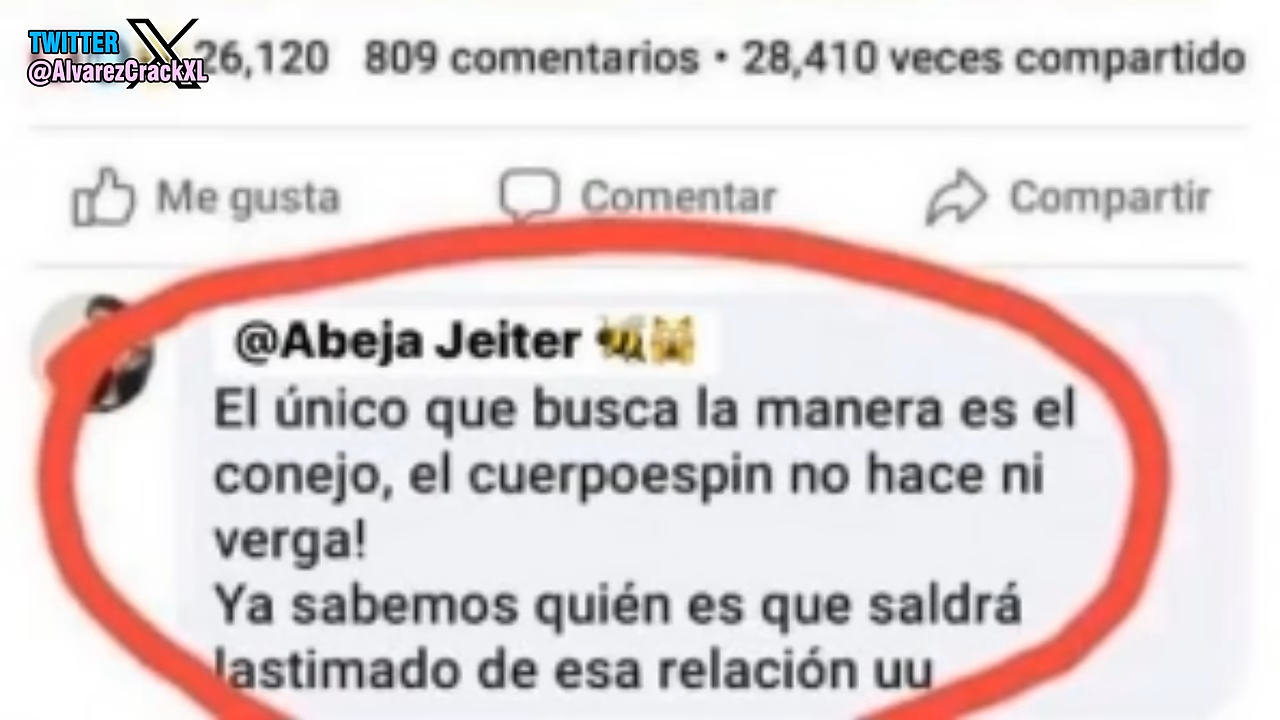 TWITTER X
@AlvarezCrackXL
26,120 809 comentarios • 28,410 veces compartido
Me gusta Comentar Compartir
@Abeja Jeiter 🐝🐱
El único que busca la manera es el
conejo, el cuerpoespin no hace ni
verga!
Ya sabemos quién es que saldrá
lastimado de esa relación uu